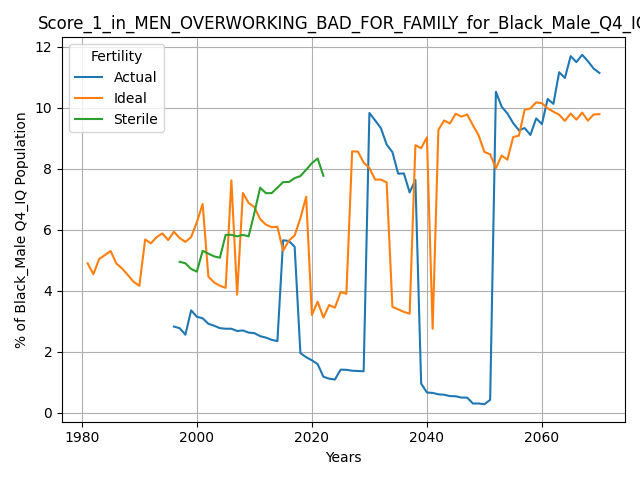 Score_1_in_MEN_OVERWORKING_BAD_FOR_FAMILY_for_Black_Male_Q4_IQ
Fertility
Actual
Ideal
Sterile
% of Black_Male Q4_IQ Population
12
10
8
6
4
2
0
1980 2000 2020 2040 2060
Years